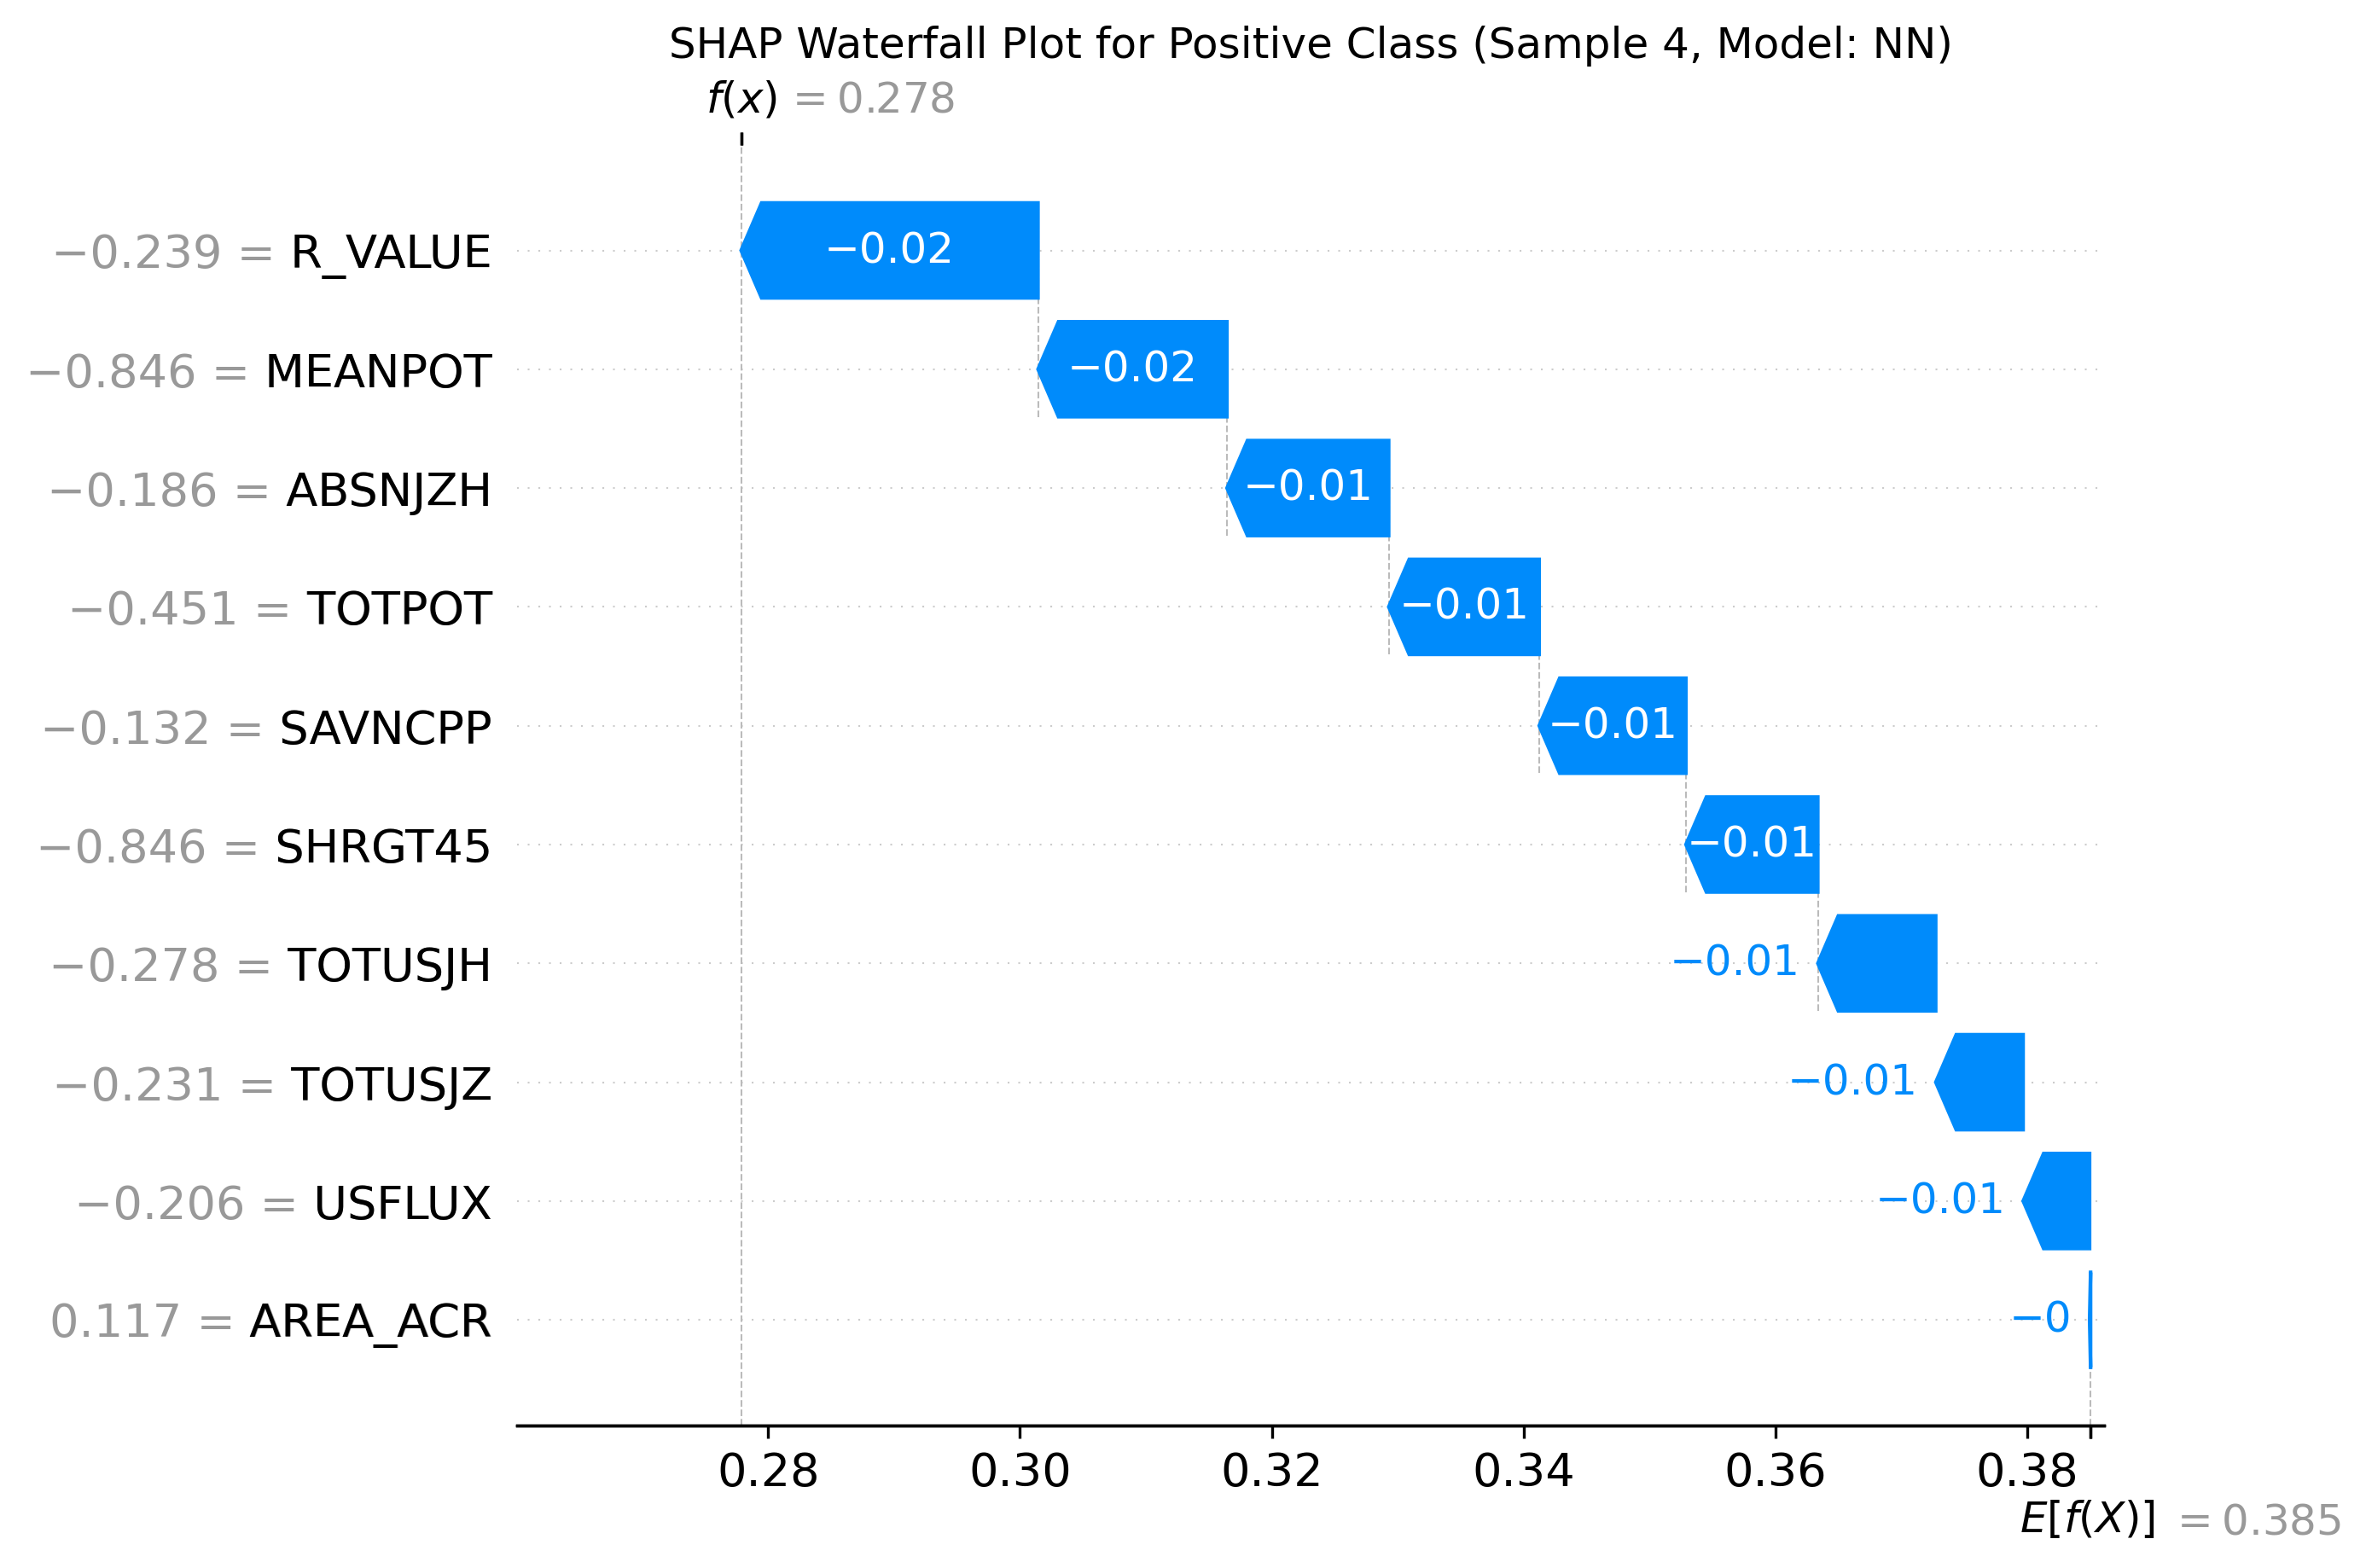 SHAP Waterfall Plot for Positive Class (Sample 4, Model: NN)
f(x) = 0.278
−0.239 = R_VALUE −0.02
−0.846 = MEANPOT −0.02
−0.186 = ABSNJZH −0.01
−0.451 = TOTPOT −0.01
−0.132 = SAVNCPP −0.01
−0.846 = SHRGT45 −0.01
−0.278 = TOTUSJH −0.01
−0.231 = TOTUSJZ −0.01
−0.206 = USFLUX −0.01
0.117 = AREA_ACR −0
0.28 0.30 0.32 0.34 0.36 0.38
E[f(X)] = 0.385